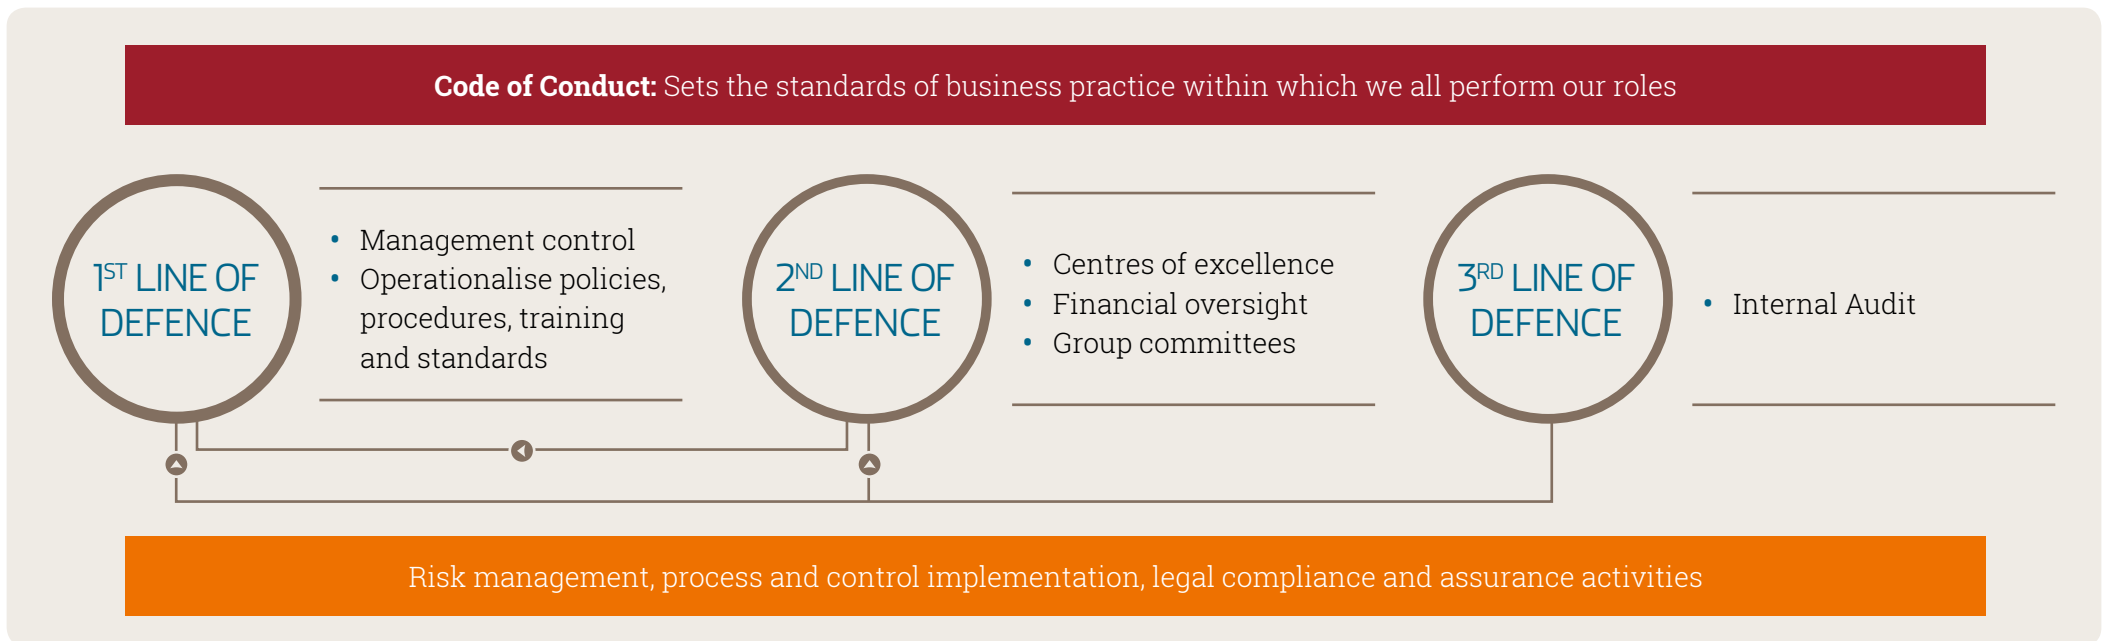 Code of Conduct: Sets the standards of business practice within which we all perform our roles
1ST LINE OF
DEFENCE
• Management control
• Operationalise policies,
procedures, training
and standards
2ND LINE OF
DEFENCE
• Centres of excellence
• Financial oversight
• Group committees
3RD LINE OF
DEFENCE
• Internal Audit
Risk management, process and control implementation, legal compliance and assurance activities